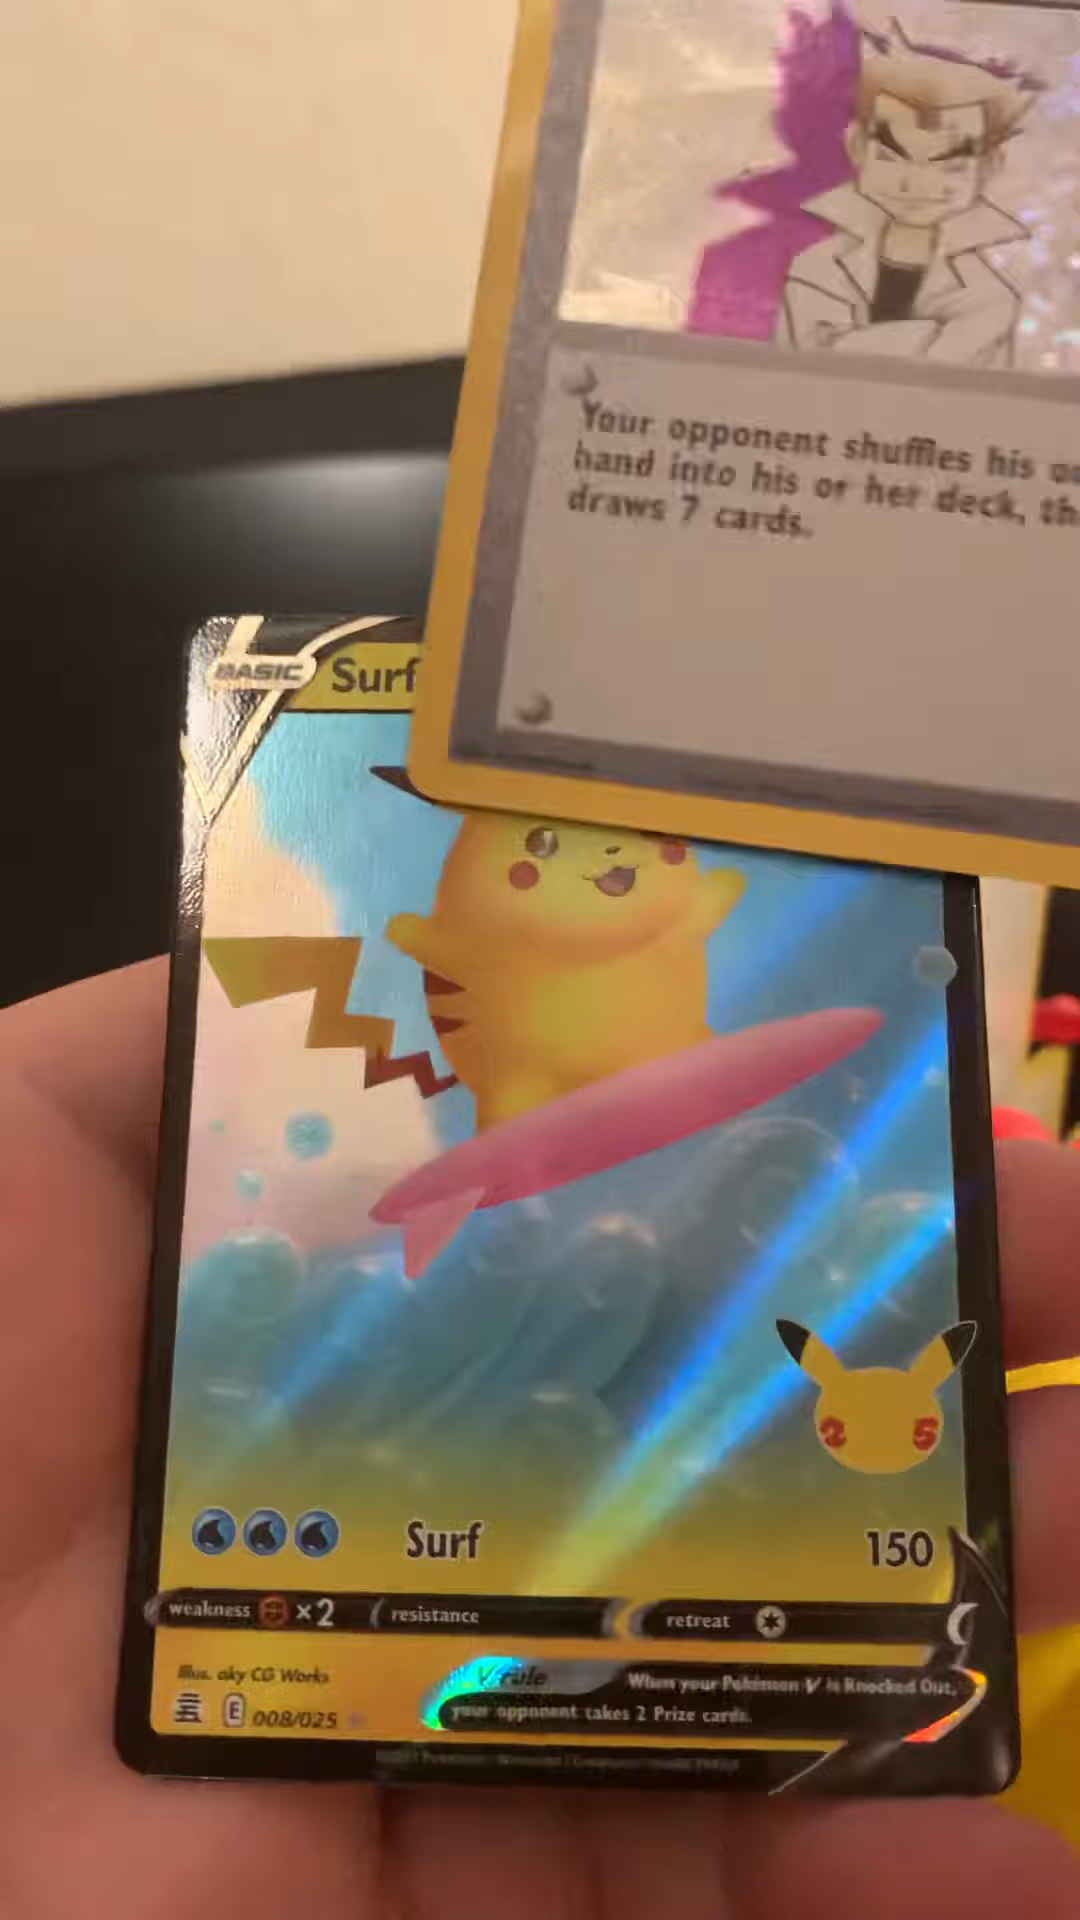 Your opponent shuffles his
hand into his or her deck,
draws 7 cards.
BASIC
Surf
2 5
Surf
150
weakness ×2
resistance
retreat
Illus. aky CG Works
E
008/025
V rule
When your Pokémon V is Knocked Out,
your opponent takes 2 Prize cards.